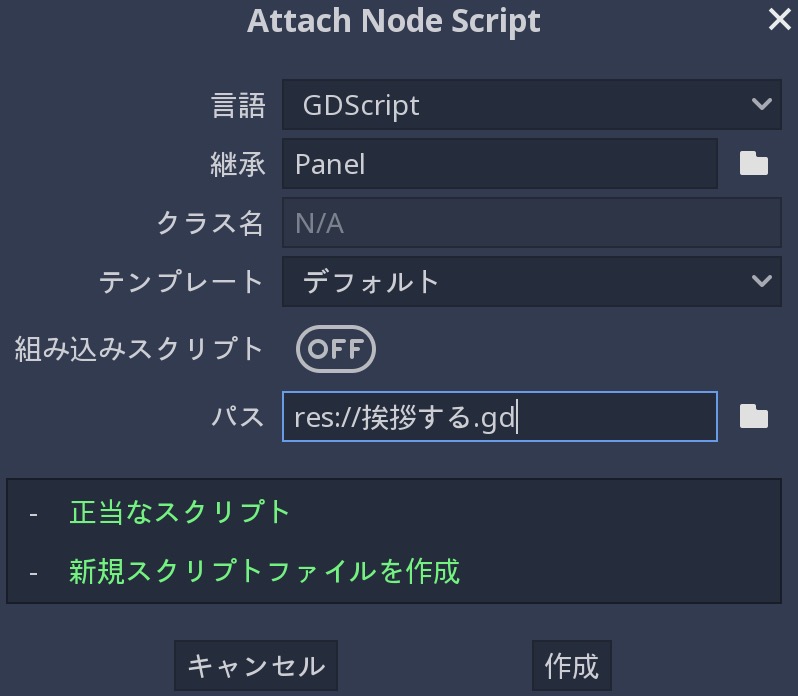 Attach Node Script
言語 GDScript
継承 Panel
クラス名 N/A
テンプレート デフォルト
組み込みスクリプト OFF
パス res://挨拶する.gd
- 正当なスクリプト
- 新規スクリプトファイルを作成
キャンセル 作成